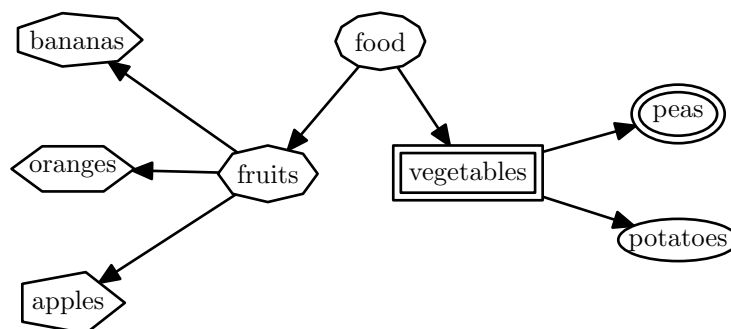 food
bananas
fruits
oranges
apples
vegetables
peas
potatoes